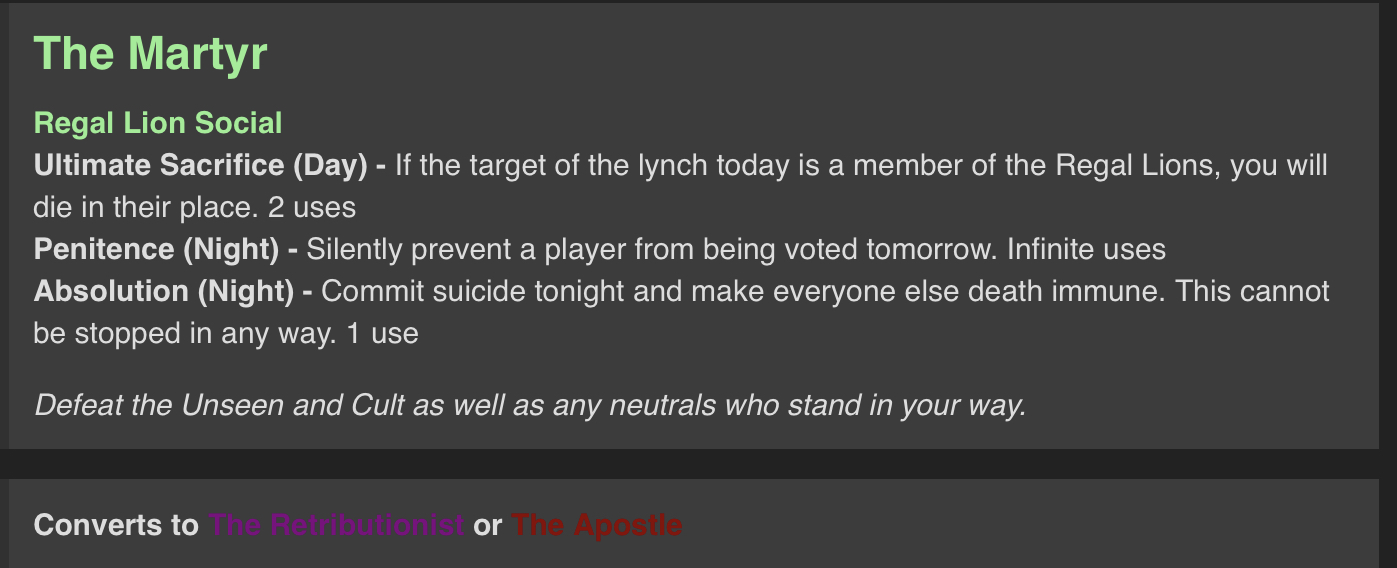 The Martyr
Regal Lion Social
Ultimate Sacrifice (Day) - If the target of the lynch today is a member of the Regal Lions, you will
die in their place. 2 uses
Penitence (Night) - Silently prevent a player from being voted tomorrow. Infinite uses
Absolution (Night) - Commit suicide tonight and make everyone else death immune. This cannot
be stopped in any way. 1 use
Defeat the Unseen and Cult as well as any neutrals who stand in your way.
Converts to The Retributionist or The Apostle